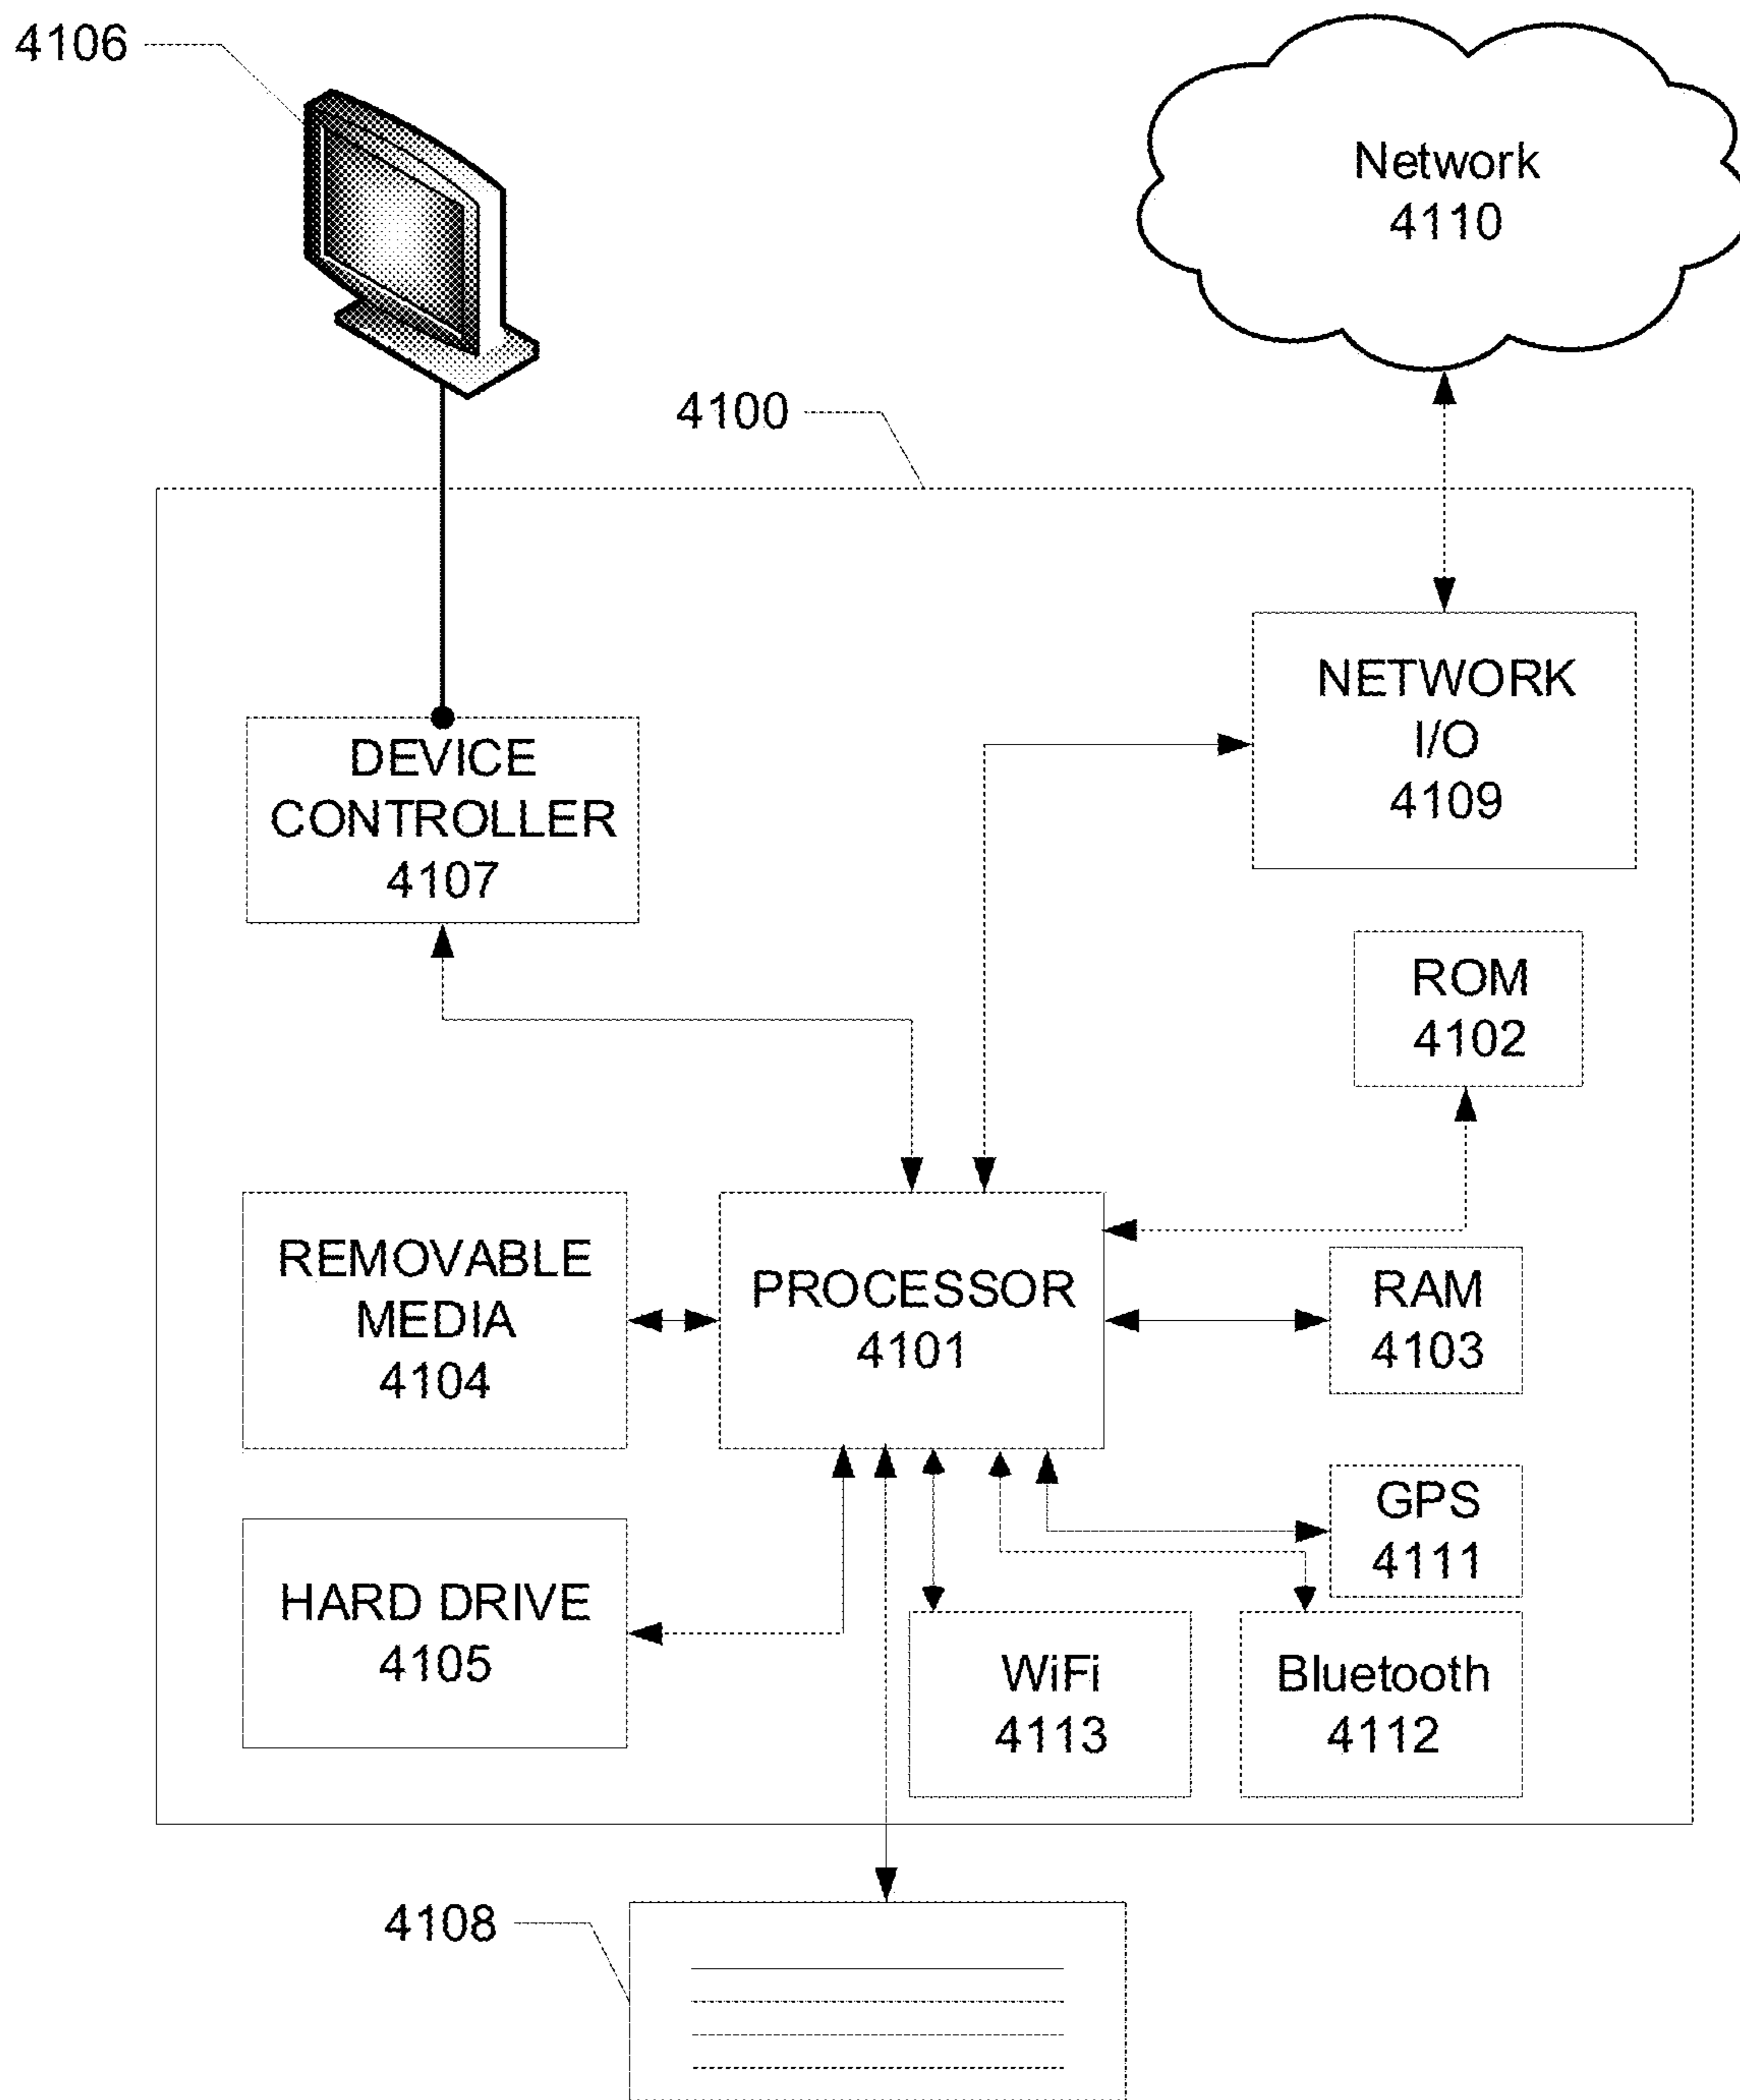 4106
Network
4110
4100
NETWORK
I/O
4109
DEVICE
CONTROLLER
4107
ROM
4102
REMOVABLE
MEDIA
4104
PROCESSOR
4101
RAM
4103
GPS
4111
HARD DRIVE
4105
WiFi
4113
Bluetooth
4112
4108